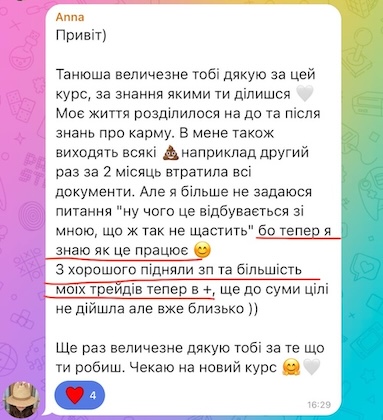 Anna
Привіт)
Танюша величезне тобі дякую за цей
курс, за знання якими ти ділишся 🤍
Моє життя розділилося на до та після
знань про карму. В мене також
виходять всякі 💩наприклад другий
раз за 2 місяць втратила всі
документи. Але я більше не задаюся
питання "ну чого це відбувається зі
мною, що ж так не щастить" бо тепер я
знаю як це працює 😊
З хорошого підняли зп та більшість
моїх трейдів тепер в +, ще до суми цілі
не дійшла але вже близько ))
Ще раз величезне дякую тобі за те що
ти робиш. Чекаю на новий курс 🤗🤍
❤️ 4
16:29